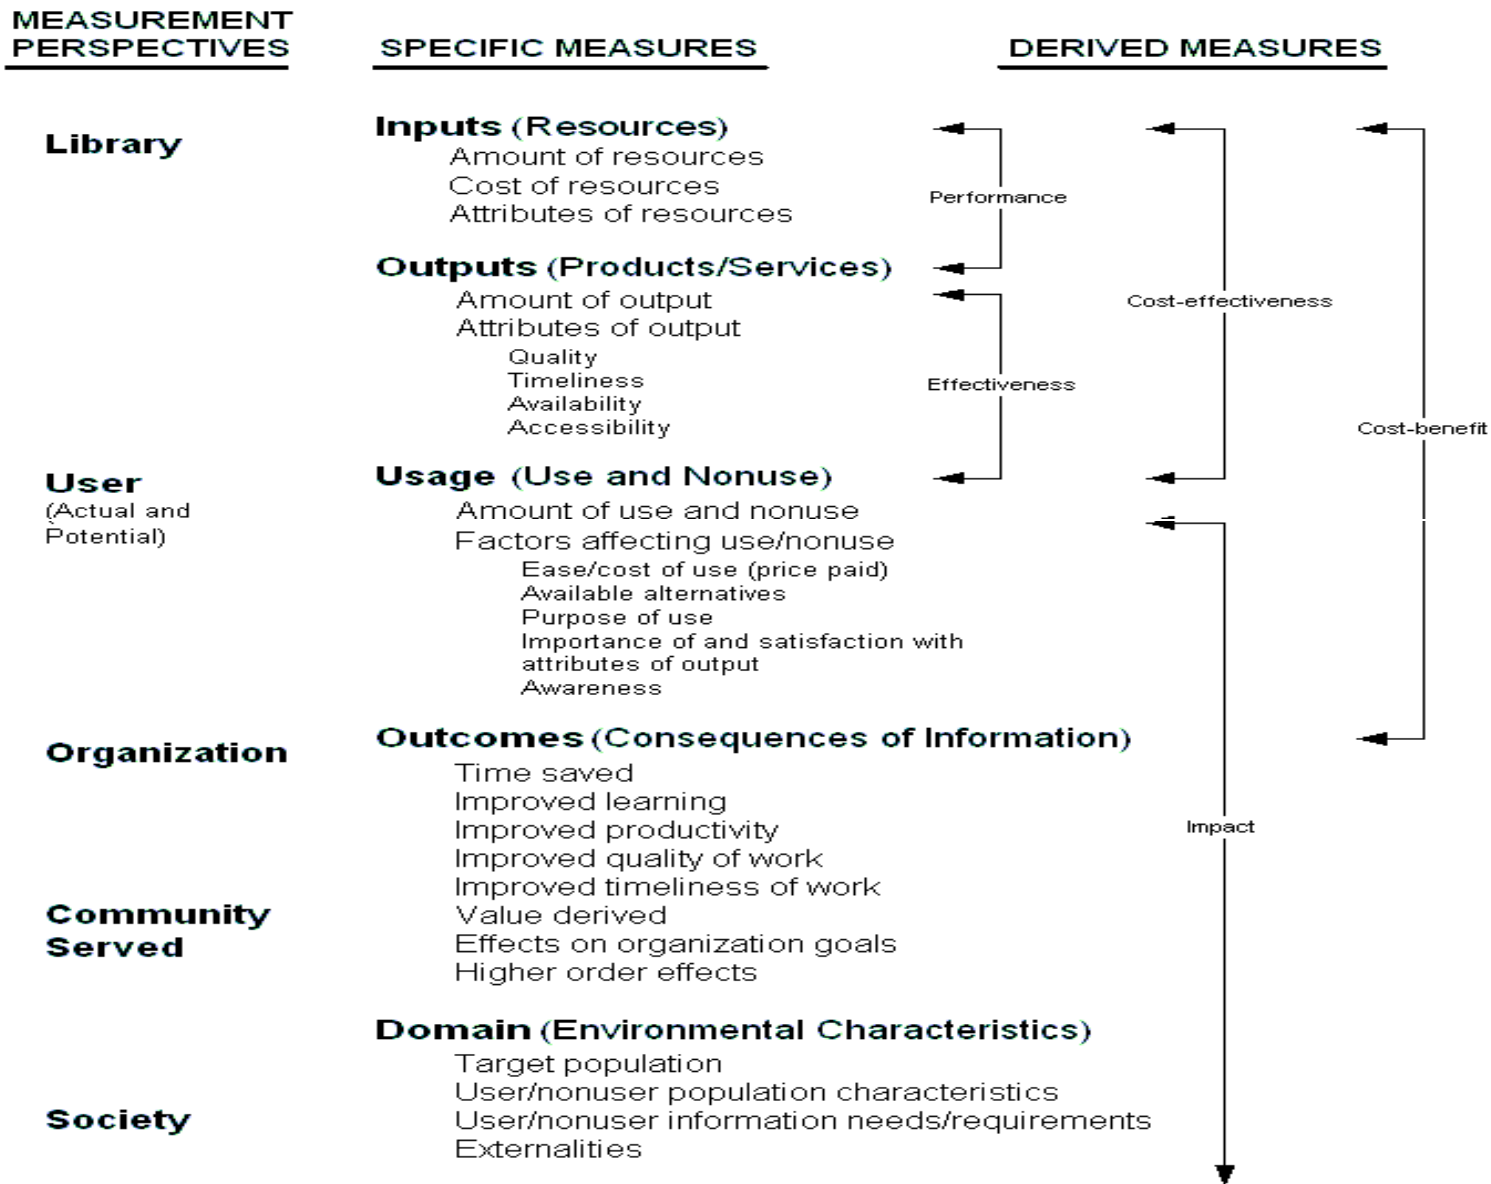 MEASUREMENT
PERSPECTIVES
SPECIFIC MEASURES
DERIVED MEASURES
Library
Inputs (Resources)
Amount of resources
Cost of resources
Attributes of resources
Performance
Outputs (Products/Services)
Amount of output
Attributes of output
Quality
Timeliness
Availability
Accessibility
Cost-effectiveness
Effectiveness
Cost-benefit
User
(Actual and
Potential)
Usage (Use and Nonuse)
Amount of use and nonuse
Factors affecting use/nonuse
Ease/cost of use (price paid)
Available alternatives
Purpose of use
Importance of and satisfaction with
attributes of output
Awareness
Organization
Outcomes (Consequences of Information)
Time saved
Improved learning
Improved productivity
Improved quality of work
Improved timeliness of work
Impact
Community
Served
Value derived
Effects on organization goals
Higher order effects
Domain (Environmental Characteristics)
Target population
User/nonuser population characteristics
Society
User/nonuser information needs/requirements
Externalities